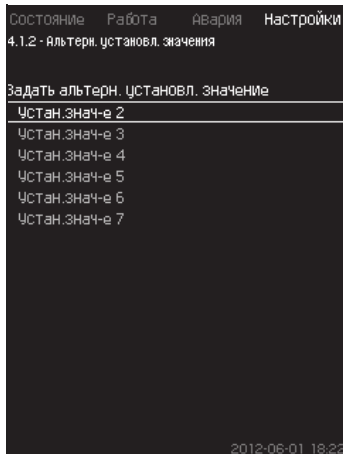 Состояние Работа Авария Настройки
4.1.2 - Альтерн. установл. значения
Задать альтерн. установл. значение
Устан.знач-е 2
Устан.знач-е 3
Устан.знач-е 4
Устан.знач-е 5
Устан.знач-е 6
Устан.знач-е 7
2012-06-01 18:22